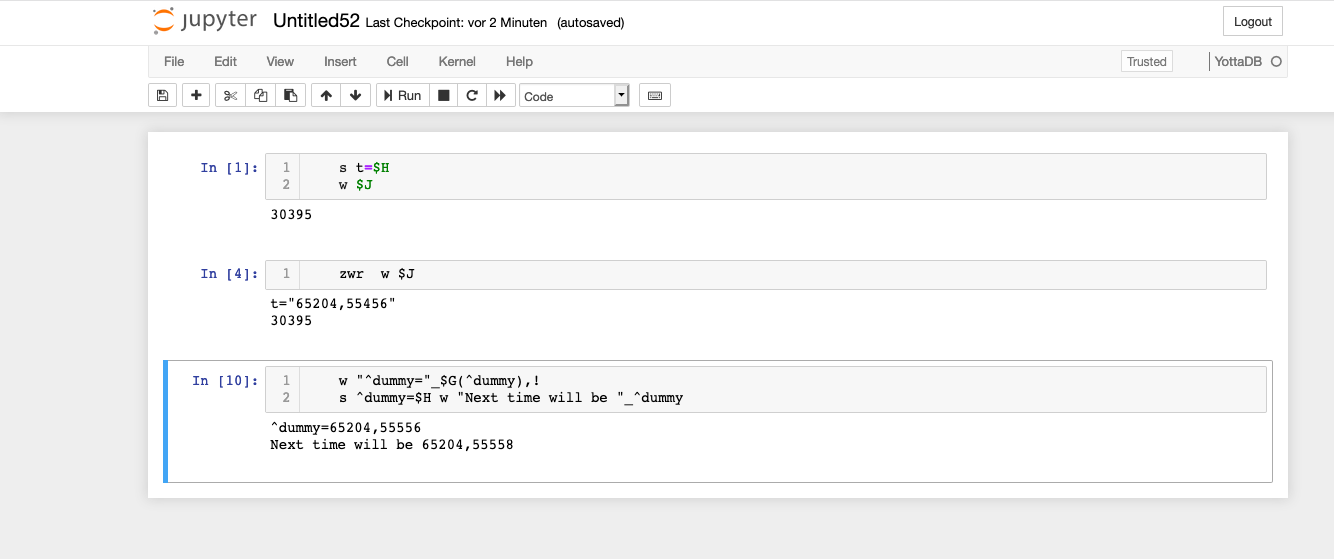 jupyter Untitled52 Last Checkpoint: vor 2 Minuten (autosaved) Logout
File Edit View Insert Cell Kernel Help Trusted YottaDB
Run Code
In [1]: 1 s t=$H
2 w $J
30395
In [4]: 1 zwr  w $J
t="65204,55456"
30395
In [10]: 1 w "^dummy="_$G(^dummy),!
2 s ^dummy=$H w "Next time will be "_^dummy
^dummy=65204,55556
Next time will be 65204,55558